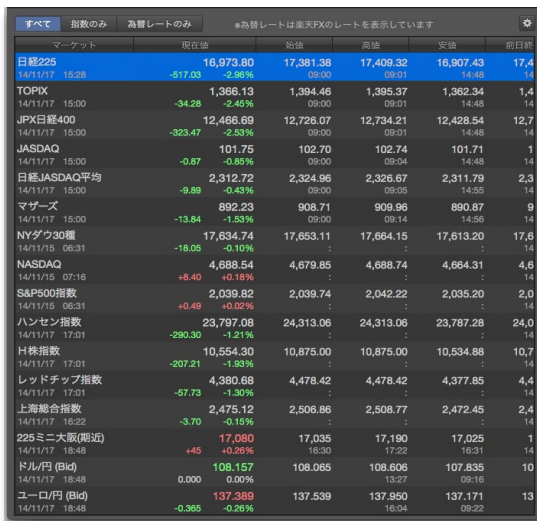 すべて 指数のみ 為替レートのみ ※為替レートは楽天FXのレートを表示しています
マーケット 現在値 始値 高値 安値 前日終
日経225 16,973.80 17,381.38 17,409.32 16,907.43 17,4
14/11/17 15:28 -517.03 -2.96% 09:00 09:01 14:48 14
TOPIX 1,366.13 1,394.46 1,395.37 1,362.34 1,4
14/11/17 15:00 -34.28 -2.45% 09:00 09:01 14:48 14
JPX日経400 12,466.69 12,726.07 12,734.21 12,428.54 12,7
14/11/17 15:00 -323.47 -2.53% 09:00 09:01 14:48 14
JASDAQ 101.75 102.70 102.74 101.71 1
14/11/17 15:00 -0.87 -0.85% 09:00 09:04 14:48 14
日経JASDAQ平均 2,312.72 2,324.96 2,326.67 2,311.79 2,3
14/11/17 15:00 -9.89 -0.43% 09:00 09:05 14:55 14
マザーズ 892.23 908.71 909.96 890.87 9
14/11/17 15:00 -13.84 -1.53% 09:00 09:14 14:56 14
NYダウ30種 17,634.74 17,653.11 17,664.15 17,613.20 17,6
14/11/15 06:31 -18.05 -0.10% : : : 14
NASDAQ 4,688.54 4,679.85 4,688.74 4,664.31 4,6
14/11/15 07:16 +8.40 +0.18% : : : 14
S&P500指数 2,039.82 2,039.74 2,042.22 2,035.20 2,0
14/11/15 06:31 +0.49 +0.02% : : : 14
ハンセン指数 23,797.08 24,313.06 24,313.06 23,787.28 24,0
14/11/17 17:01 -290.30 -1.21% : : : 14
H株指数 10,554.30 10,875.00 10,875.00 10,534.88 10,7
14/11/17 17:01 -207.21 -1.93% : : : 14
レッドチップ指数 4,380.68 4,478.42 4,478.42 4,377.85 4,4
14/11/17 17:01 -57.73 -1.30% : : : 14
上海総合指数 2,475.12 2,506.86 2,508.77 2,472.45 2,4
14/11/17 16:22 -3.70 -0.15% : : : 14
225ミニ大阪(期近) 17,080 17,035 17,190 17,025 1
14/11/17 18:48 +45 +0.26% 16:30 17:22 16:31 14
ドル/円 (Bid) 108.157 108.065 108.606 107.835 10
14/11/17 18:48 0.000 0.00% 13:27 09:16
ユーロ/円 (Bid) 137.389 137.539 137.950 137.171 13
14/11/17 18:48 -0.365 -0.26% 16:04 09:22